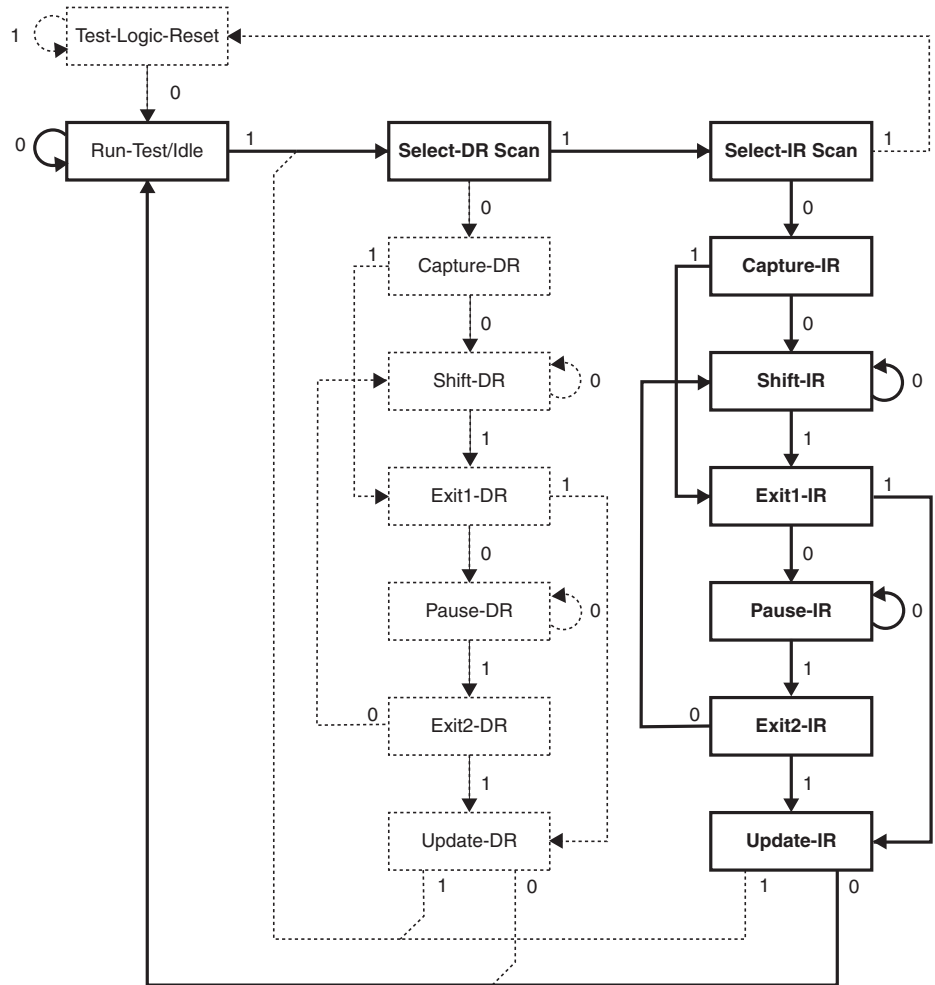 1 Test-Logic-Reset
0
0 Run-Test/Idle 1 Select-DR Scan 1 Select-IR Scan 1
0 0
1 Capture-DR 1 Capture-IR
0 0
Shift-DR 0 Shift-IR 0
1 1
Exit1-DR 1 Exit1-IR 1
0 0
Pause-DR 0 Pause-IR 0
1 1
0 Exit2-DR 0 Exit2-IR
1 1
Update-DR Update-IR
1 0 1 0